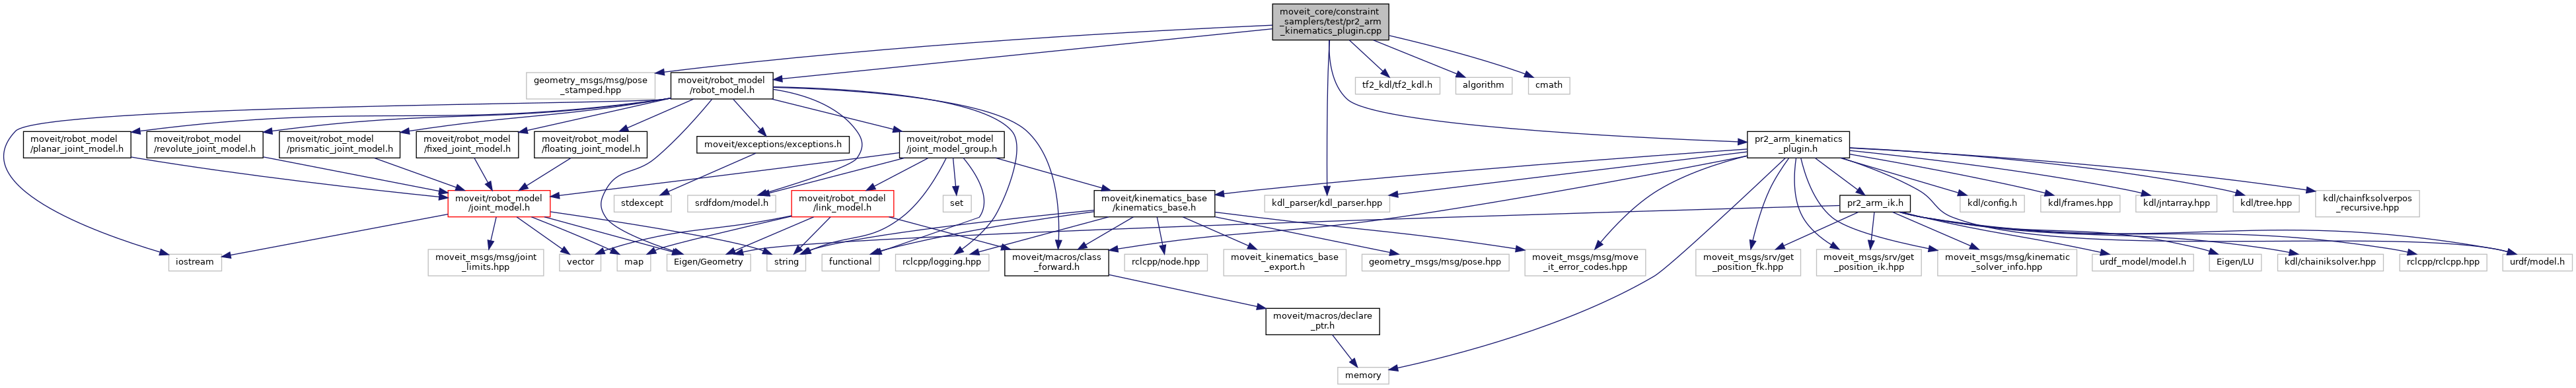 moveit_core/constraint
_samplers/test/pr2_arm
_kinematics_plugin.cpp
geometry_msgs/msg/pose
_stamped.hpp
moveit/robot_model
/robot_model.h
tf2_kdl/tf2_kdl.h
algorithm
cmath
moveit/robot_model
/planar_joint_model.h
moveit/robot_model
/revolute_joint_model.h
moveit/robot_model
/prismatic_joint_model.h
moveit/robot_model
/fixed_joint_model.h
moveit/robot_model
/floating_joint_model.h
moveit/exceptions/exceptions.h
moveit/robot_model
/joint_model_group.h
pr2_arm_kinematics
_plugin.h
moveit/robot_model
/joint_model.h
stdexcept
srdfdom/model.h
moveit/robot_model
/link_model.h
set
moveit/kinematics_base
/kinematics_base.h
kdl_parser/kdl_parser.hpp
pr2_arm_ik.h
kdl/config.h
kdl/frames.hpp
kdl/jntarray.hpp
kdl/tree.hpp
kdl/chainfksolverpos
_recursive.hpp
iostream
moveit_msgs/msg/joint
_limits.hpp
vector
map
Eigen/Geometry
string
functional
rclcpp/logging.hpp
moveit/macros/class
_forward.h
rclcpp/node.hpp
moveit_kinematics_base
_export.h
geometry_msgs/msg/pose.hpp
moveit_msgs/msg/move
_it_error_codes.hpp
moveit_msgs/srv/get
_position_fk.hpp
moveit_msgs/srv/get
_position_ik.hpp
moveit_msgs/msg/kinematic
_solver_info.hpp
urdf_model/model.h
Eigen/LU
kdl/chainiksolver.hpp
rclcpp/rclcpp.hpp
urdf/model.h
moveit/macros/declare
_ptr.h
memory